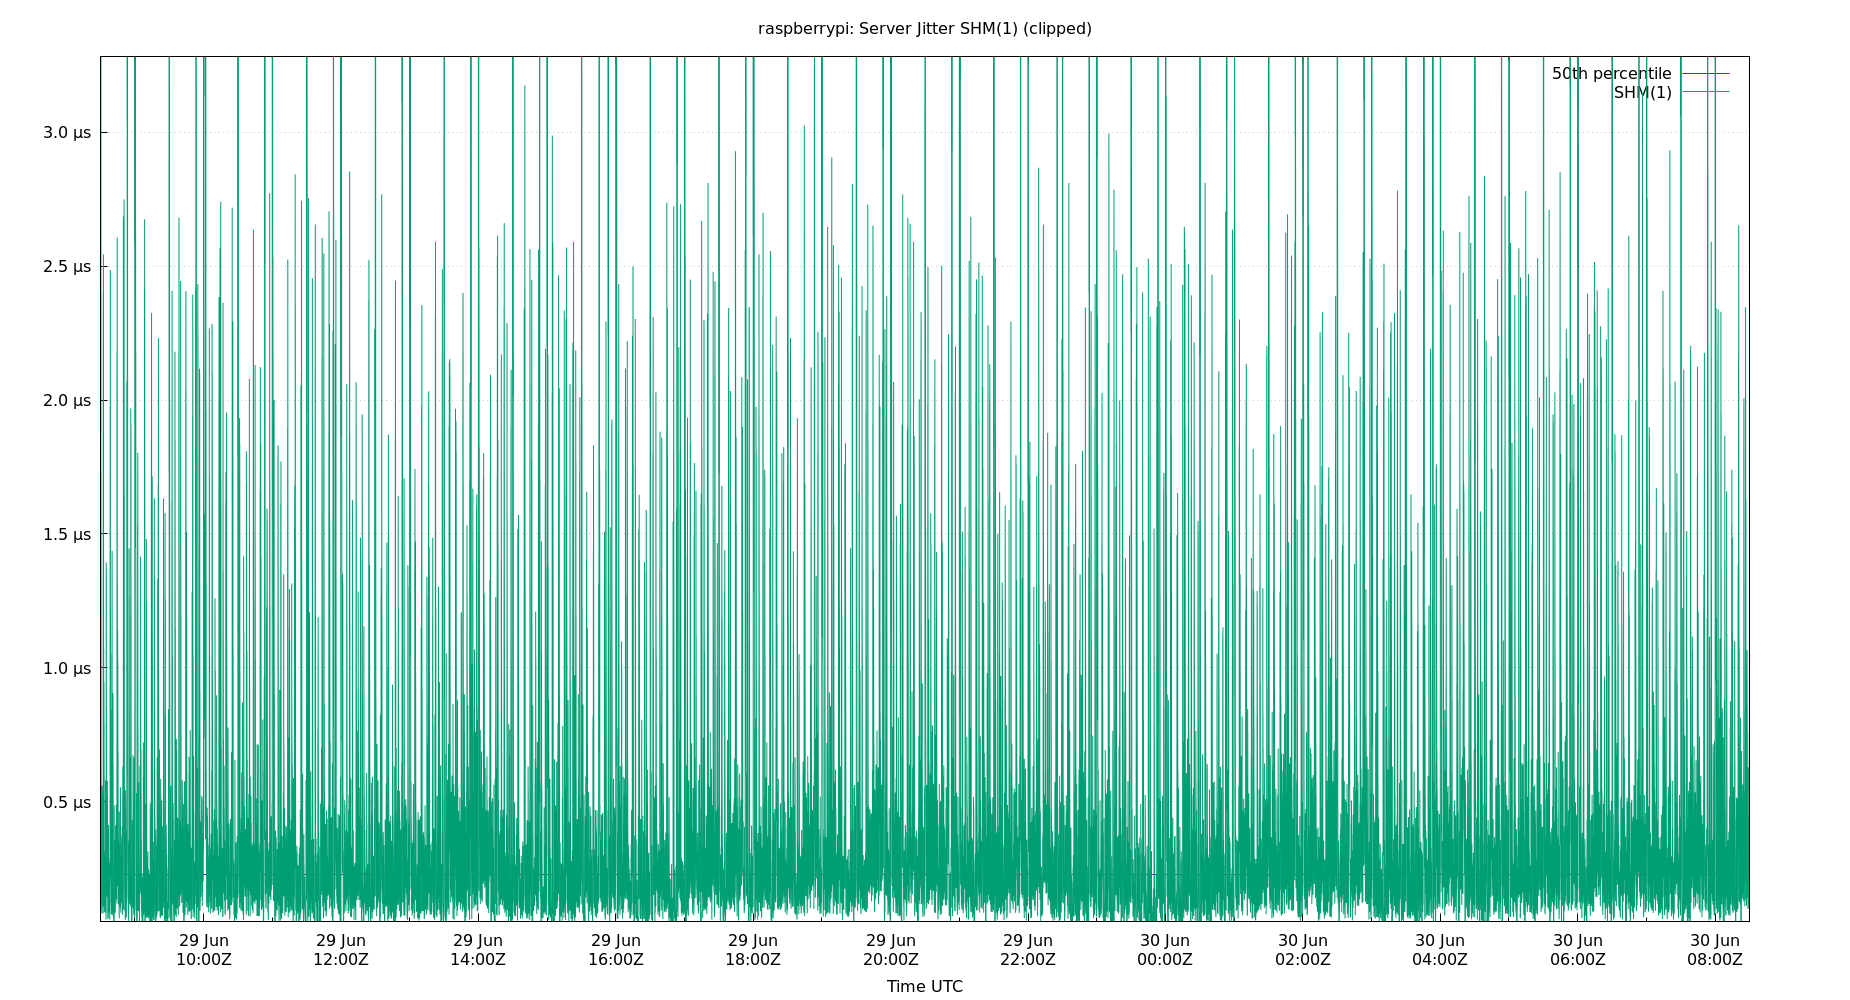 raspberrypi: Server Jitter SHM(1) (clipped)
50th percentile
SHM(1)
3.0 µs
2.5 µs
2.0 µs
1.5 µs
1.0 µs
0.5 µs
29 Jun 29 Jun 29 Jun 29 Jun 29 Jun 29 Jun 29 Jun 30 Jun 30 Jun 30 Jun 30 Jun 30 Jun
10:00Z 12:00Z 14:00Z 16:00Z 18:00Z 20:00Z 22:00Z 00:00Z 02:00Z 04:00Z 06:00Z 08:00Z
Time UTC